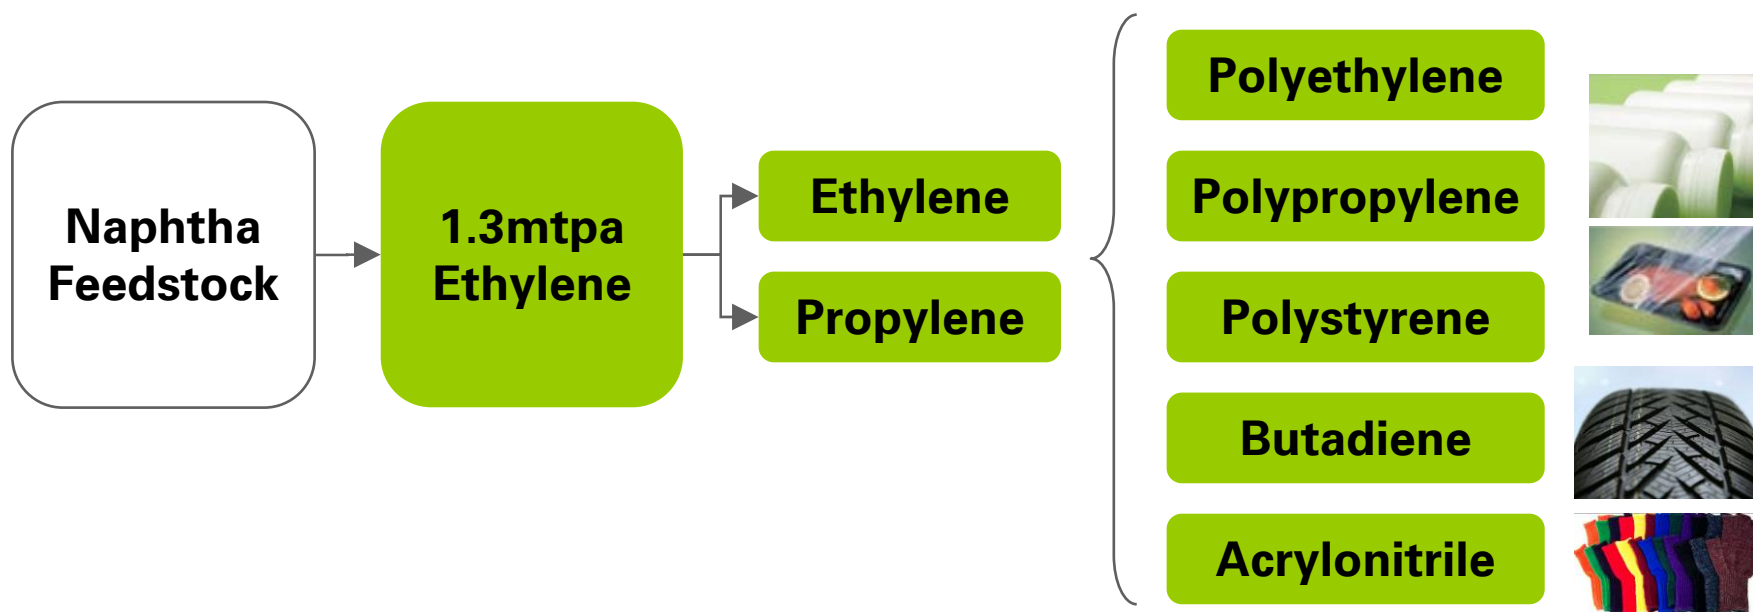 Naphtha
Feedstock
1.3mtpa
Ethylene
Ethylene
Propylene
Polyethylene
Polypropylene
Polystyrene
Butadiene
Acrylonitrile